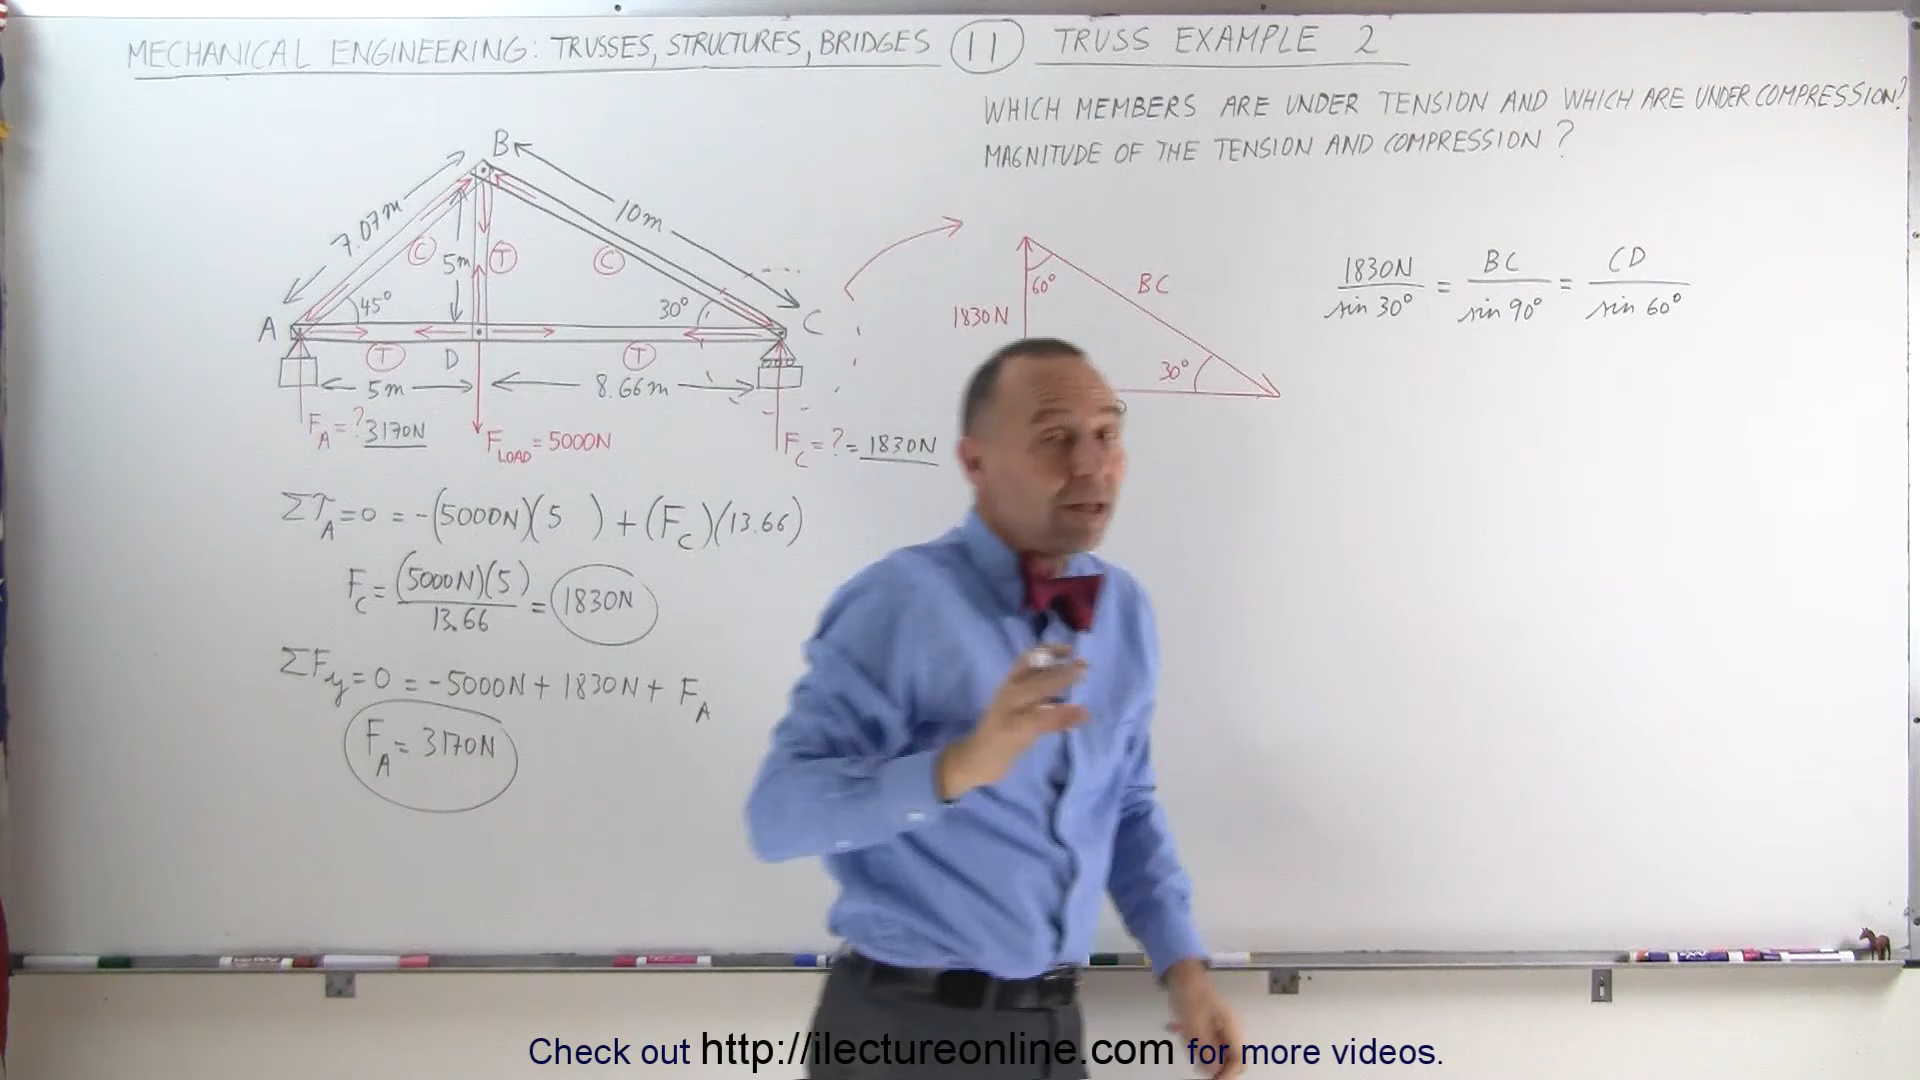 MECHANICAL ENGINEERING: TRUSSES, STRUCTURES, BRIDGES 11 TRUSS EXAMPLE 2
WHICH MEMBERS ARE UNDER TENSION AND WHICH ARE UNDER COMPRESSION?
MAGNITUDE OF THE TENSION AND COMPRESSION?
B
7.07m
10m
C
5m
T
C
45°
30°
A
C
T
D
T
5m
8.66m
F_A = ? 3170N
F_LOAD = 5000N
F_C = ? = 1830N
60°
BC
1830N
30°
1830N / sin 30° = BC / sin 90° = CD / sin 60°
ΣT_A = 0 = -(5000N)(5 ) + (F_C)(13.66)
F_C = (5000N)(5) / 13.66 = 1830N
ΣF_y = 0 = -5000N + 1830N + F_A
F_A = 3170N
Check out http://ilectureonline.com for more videos.